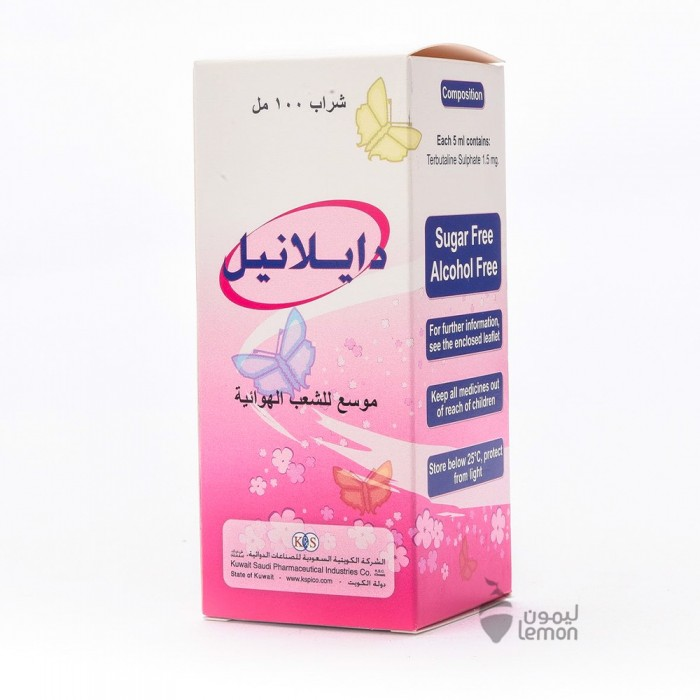 شراب ١٠٠ مل
دايلانيل
موسع للشعب الهوائية
KS
الشركة الكويتية السعودية للصناعات الدوائية
Kuwait Saudi Pharmaceutical Industries Co.
State of Kuwait - www.kspico.com - دولة الكويت
Composition
Each 5 ml contains:
Terbutaline Sulphate 1.5 mg
Sugar Free
Alcohol Free
For further information,
see the enclosed leaflet
Keep all medicines out
of reach of children
Store below 25°C, protect
from light
ليمون
lemon